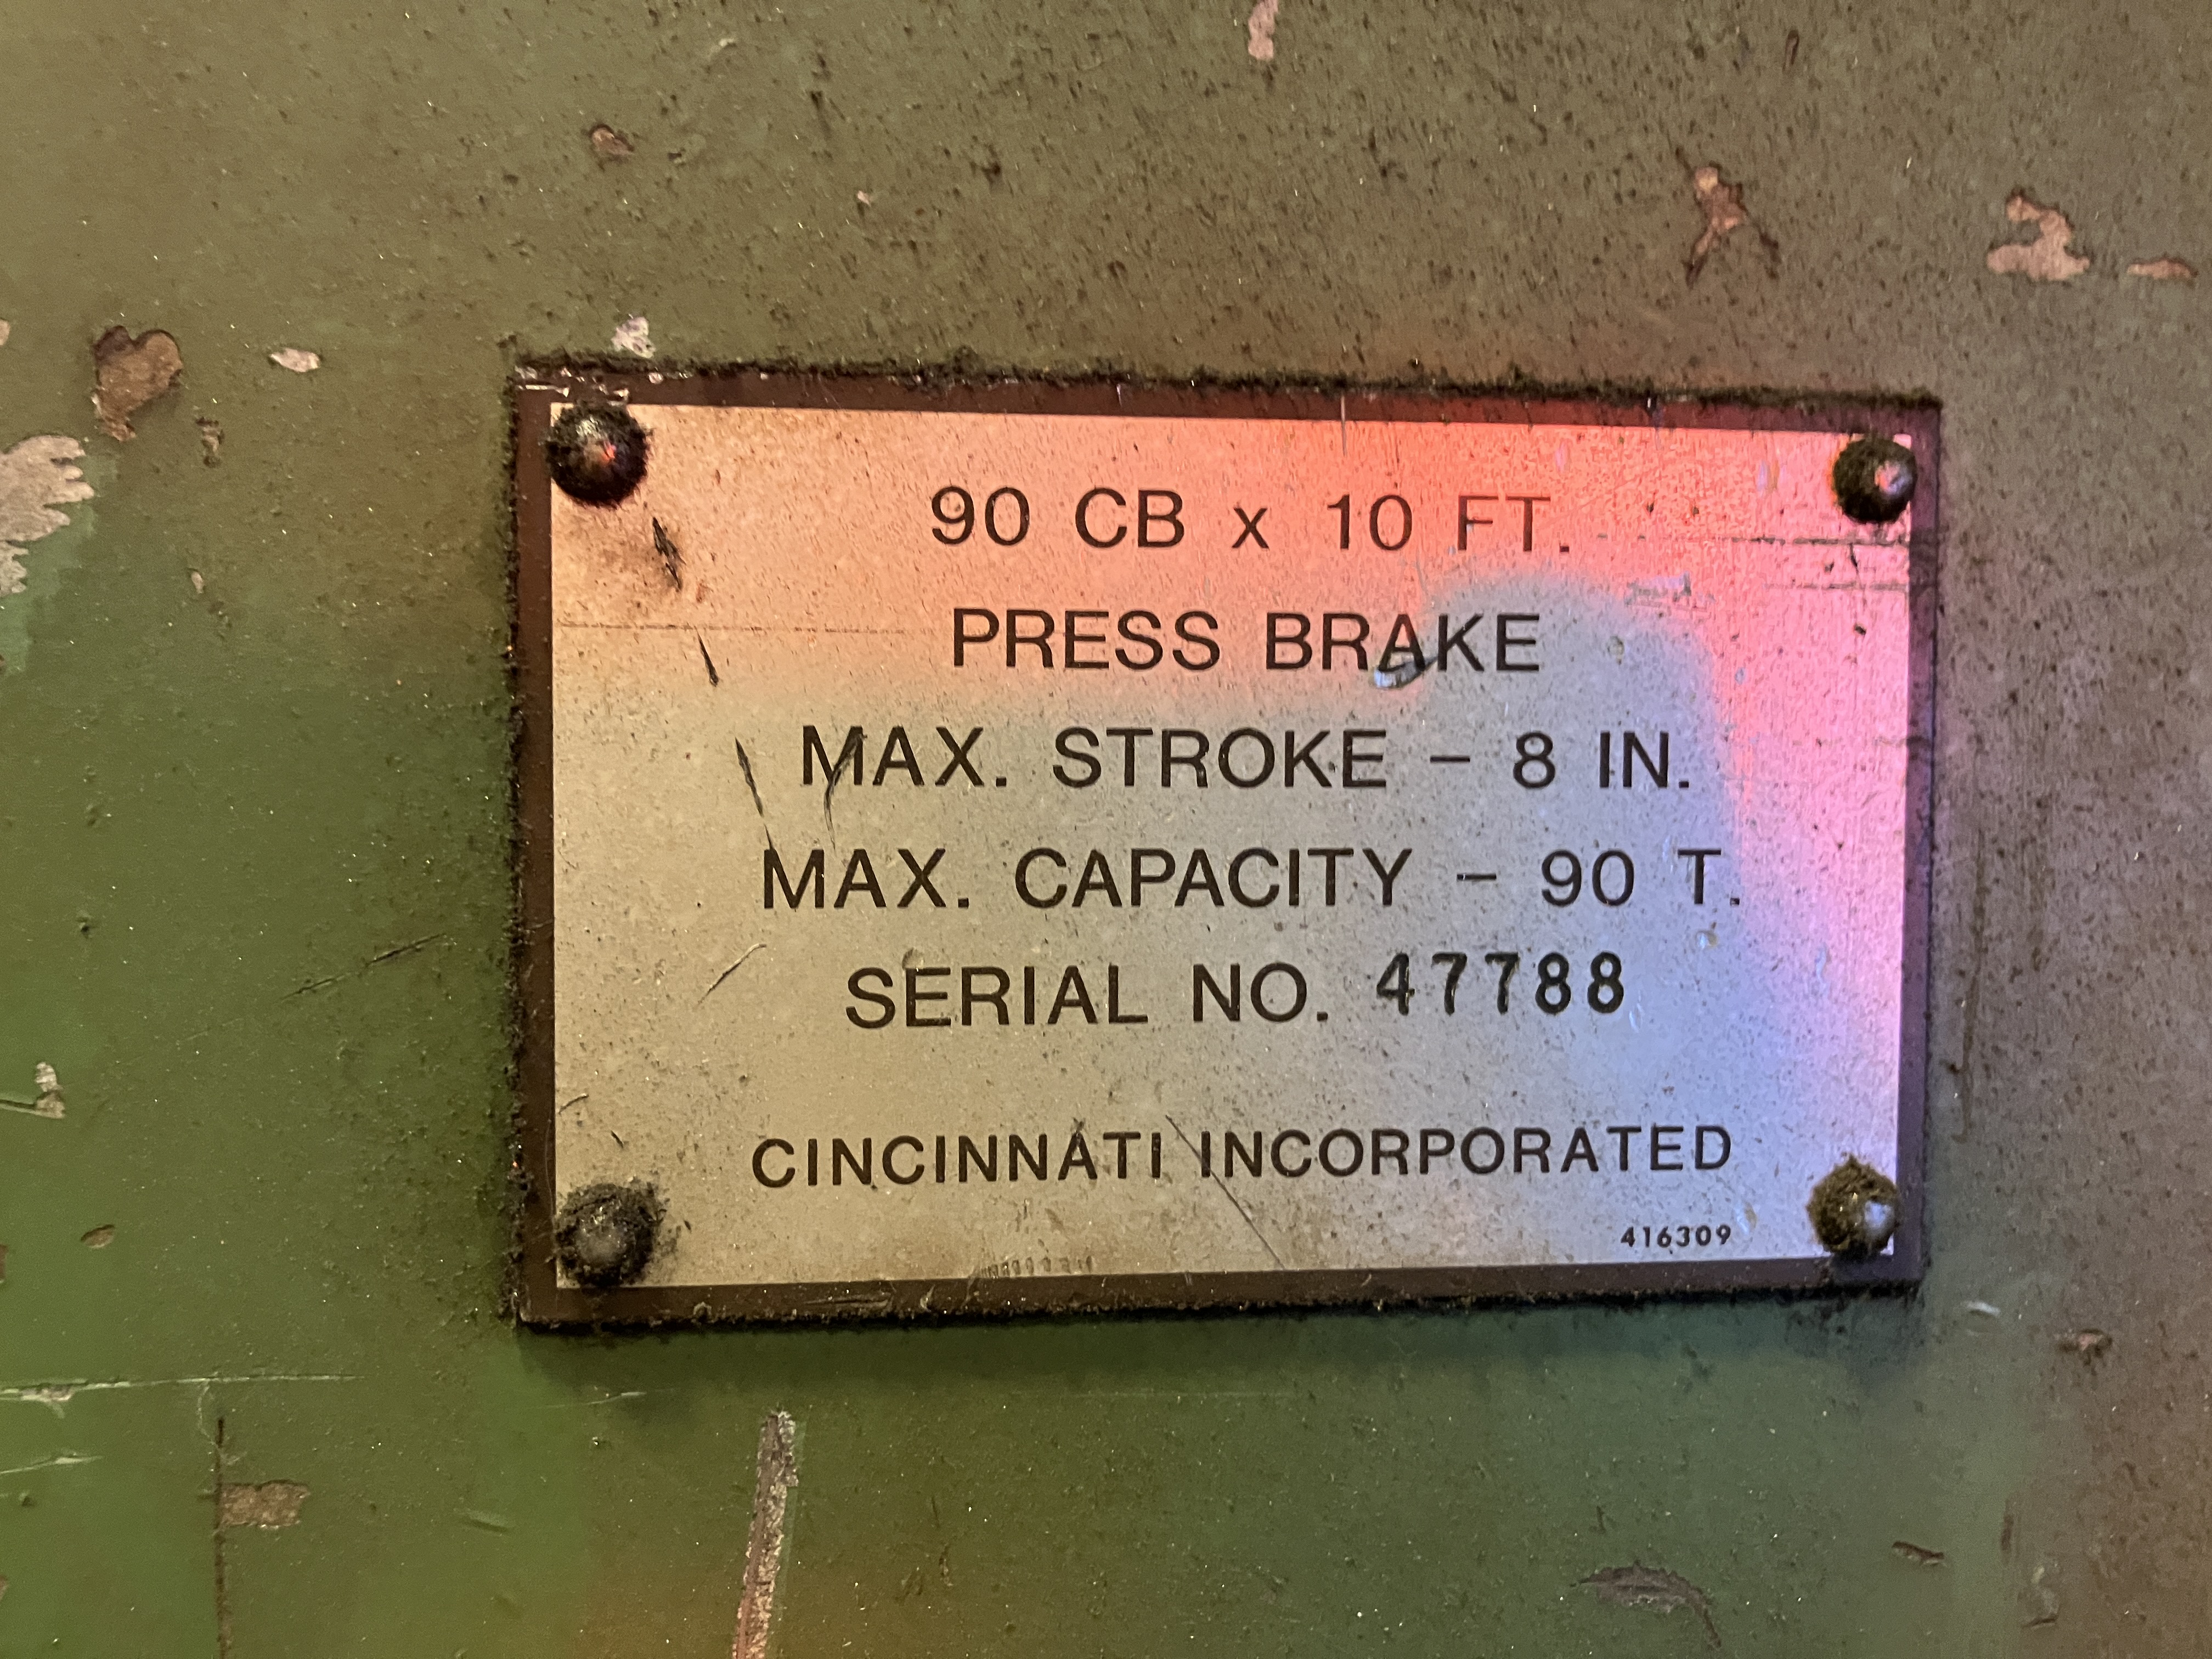 90 CB x 10 FT.
PRESS BRAKE
MAX. STROKE – 8 IN.
MAX. CAPACITY – 90 T.
SERIAL NO. 47788
CINCINNATI INCORPORATED
416309